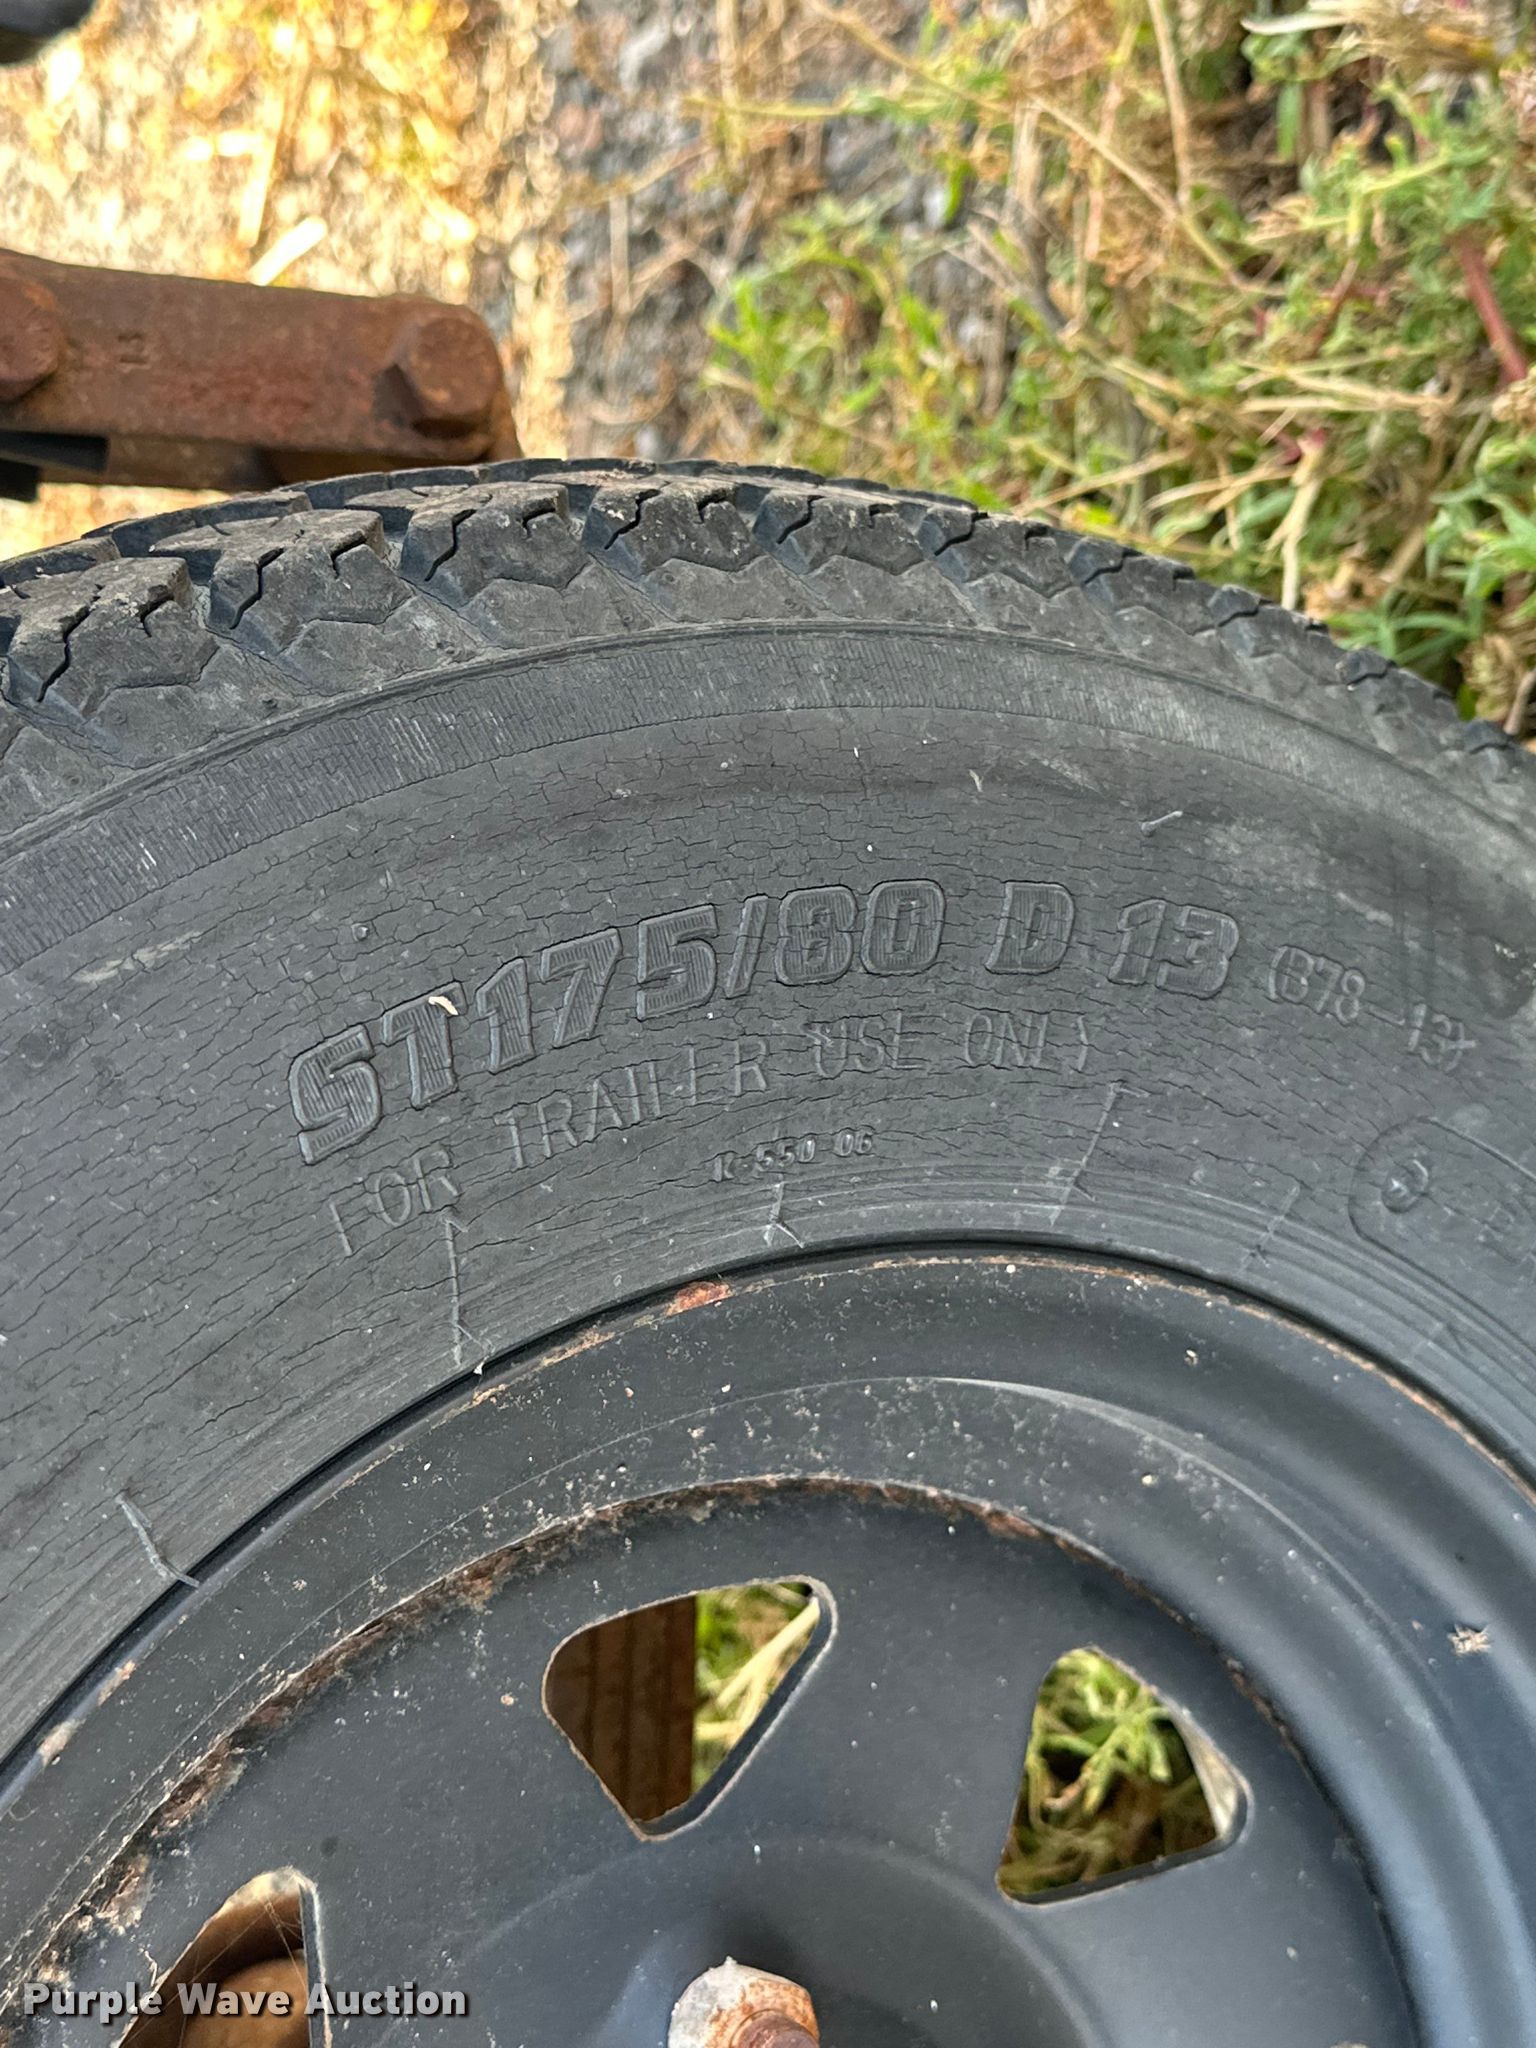 ST175/80 D 13 (B78-13)
FOR TRAILER USE ONLY
K-550 06
Purple Wave Auction